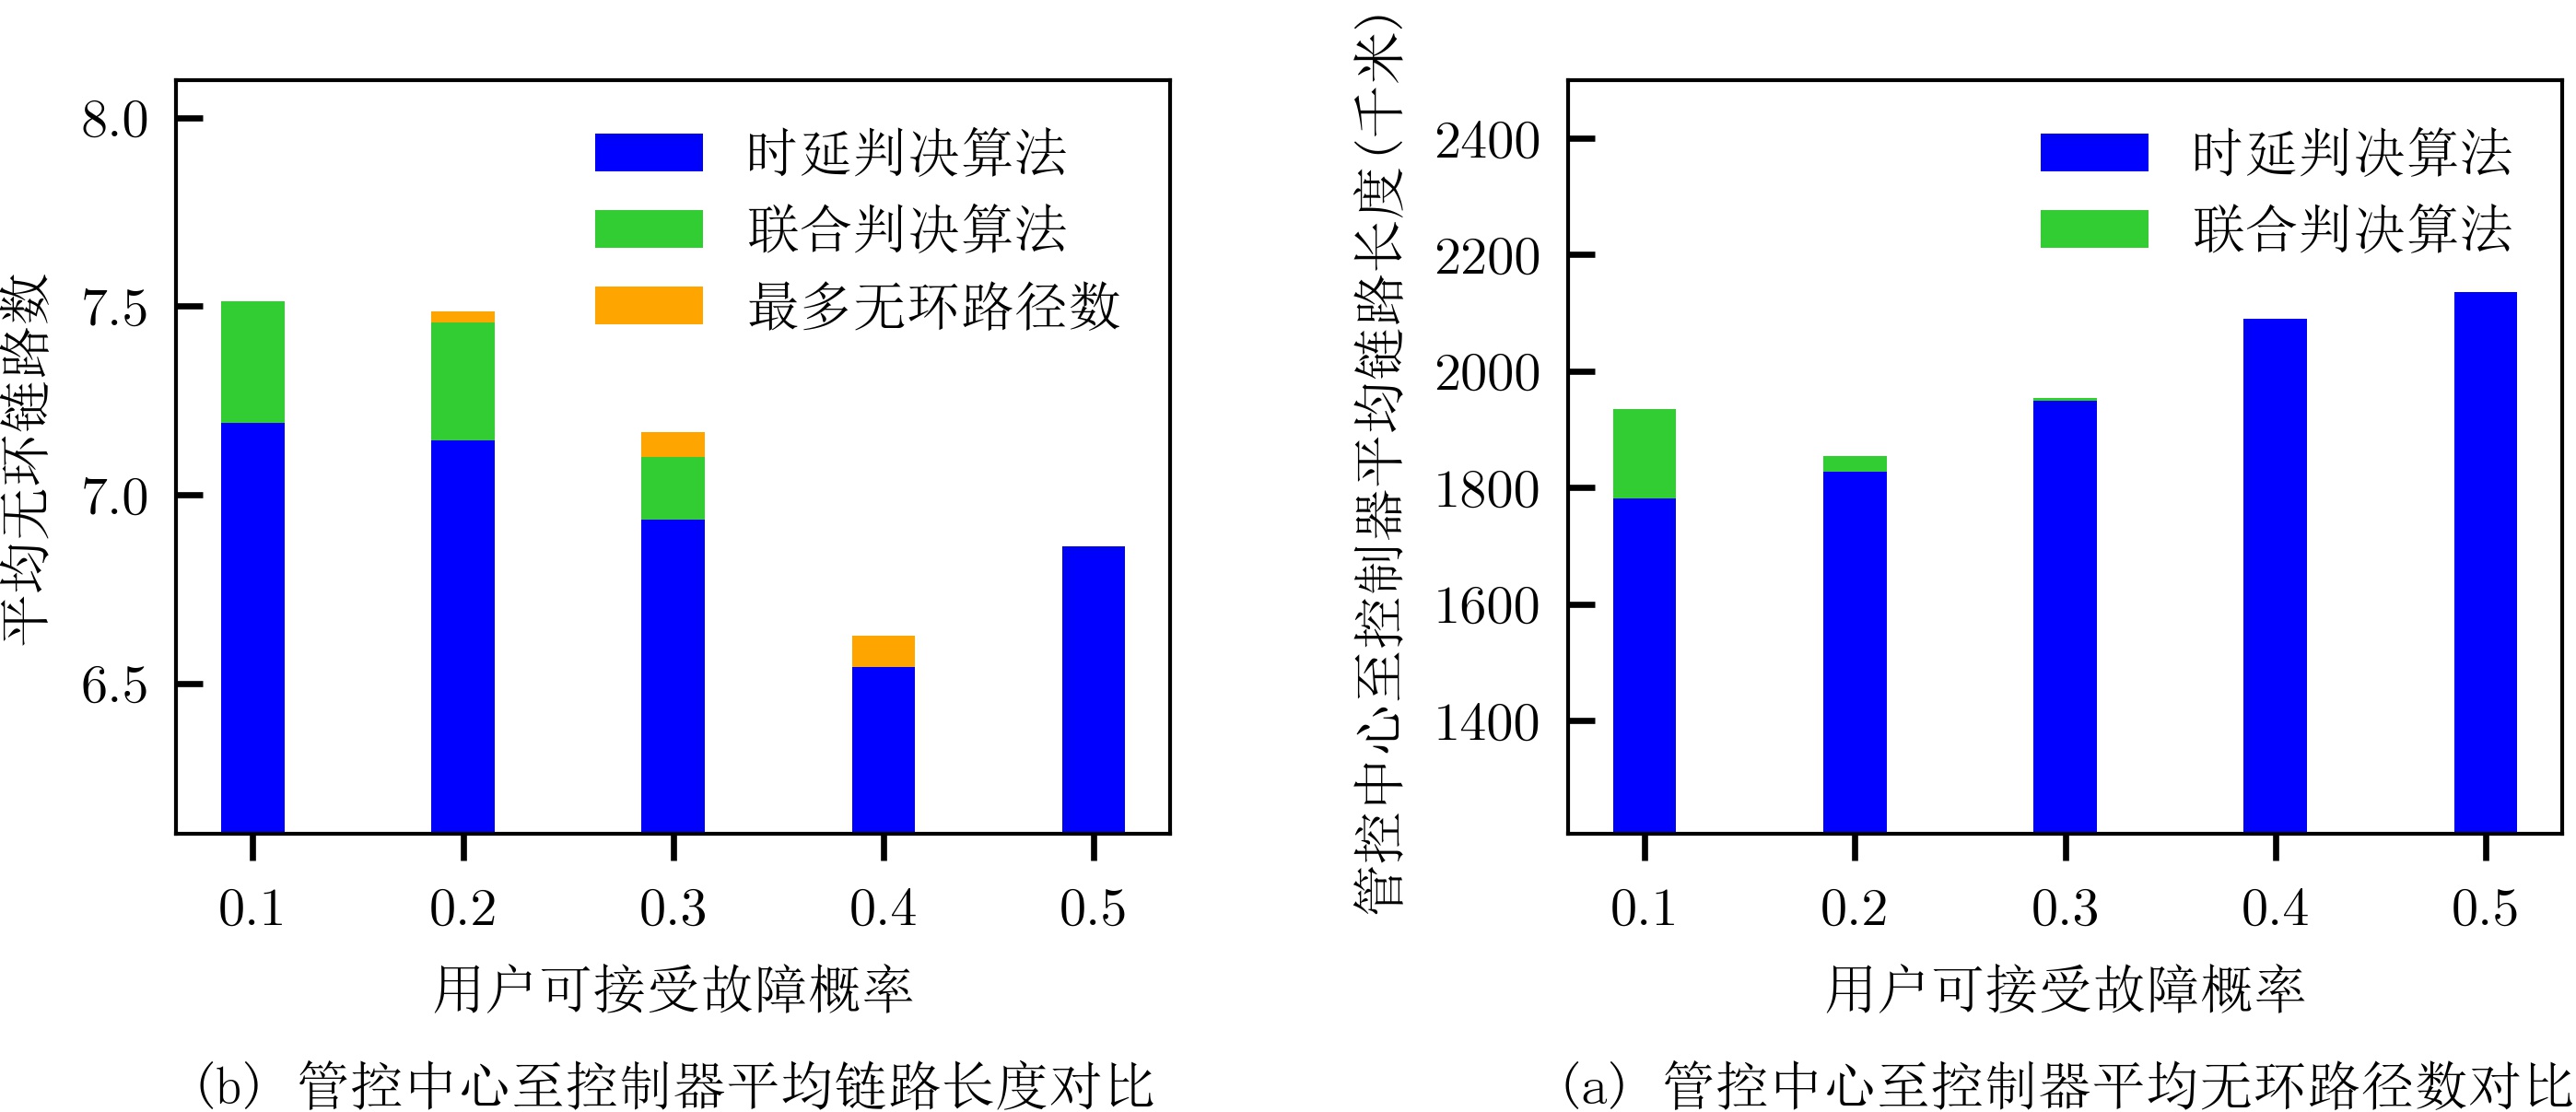 平均无环链路数
8.0
7.5
7.0
6.5
时延判决算法
联合判决算法
最多无环路径数
0.1 0.2 0.3 0.4 0.5
用户可接受故障概率
(b) 管控中心至控制器平均链路长度对比
管控中心至控制器平均链路长度(千米)
2400
2200
2000
1800
1600
1400
时延判决算法
联合判决算法
0.1 0.2 0.3 0.4 0.5
用户可接受故障概率
(a) 管控中心至控制器平均无环路径数对比